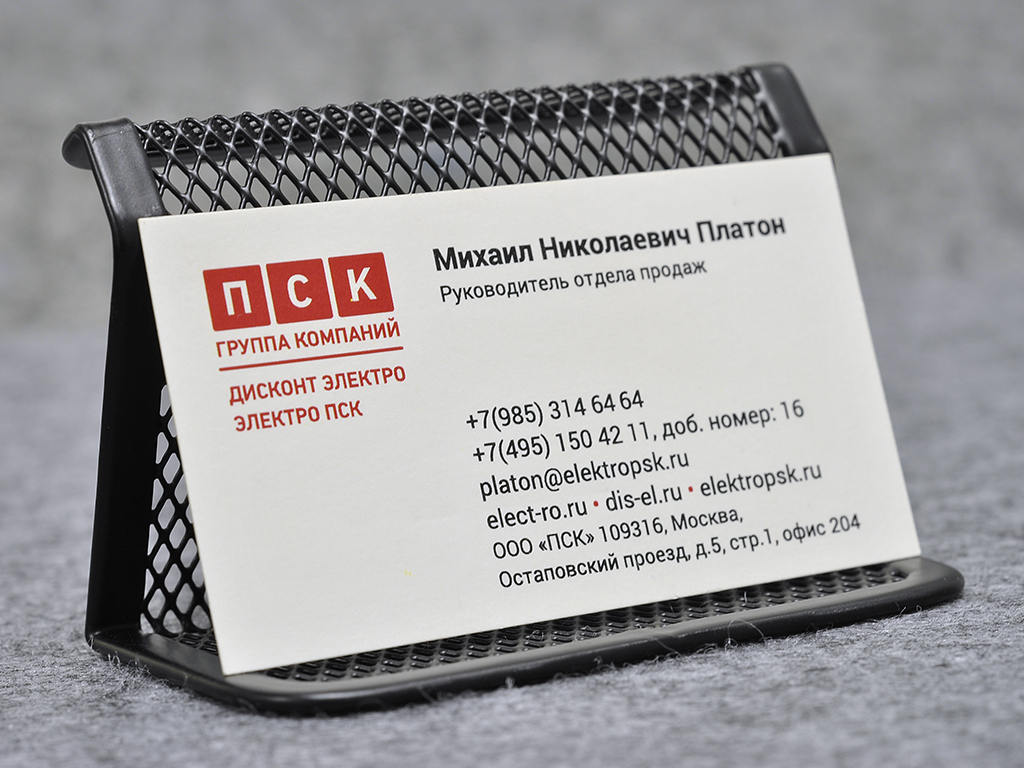 ПСК
ГРУППА КОМПАНИЙ
ДИСКОНТ ЭЛЕКТРО
ЭЛЕКТРО ПСК
Михаил Николаевич Платон
Руководитель отдела продаж
+7(985) 314 64 64
+7(495) 150 42 11, доб. номер: 16
platon@elektropsk.ru
elect-ro.ru • dis-el.ru • elektropsk.ru
ООО «ПСК» 109316, Москва,
Остаповский проезд, д.5, стр.1, офис 204